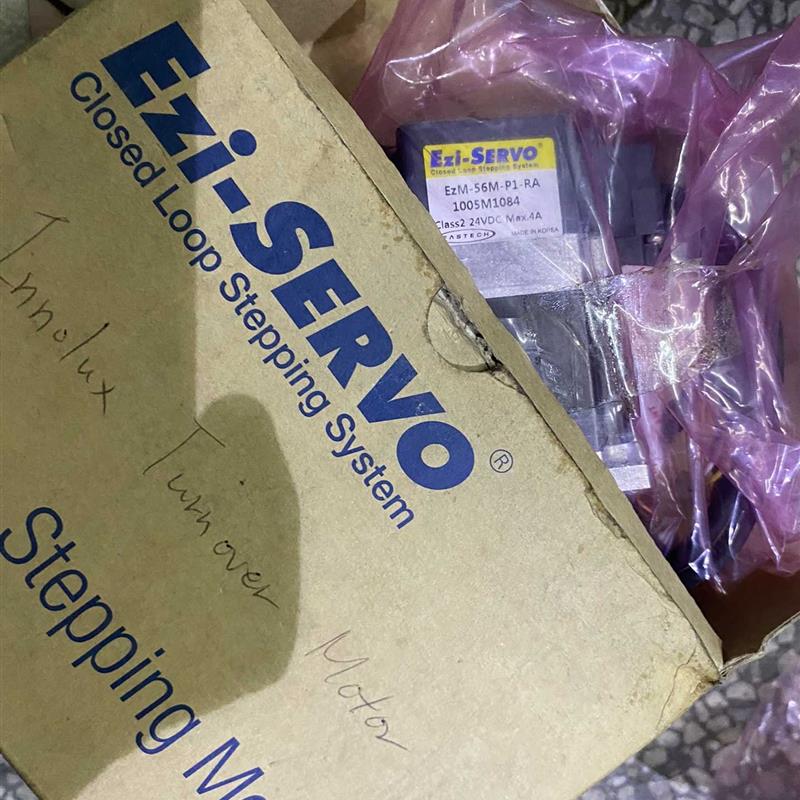 Ezi-SERVO®
Closed Loop Stepping System
Innolux Turnover Motor
Stepping
Ezi-SERVO
Closed Loop Stepping System
EzM-56M-P1-RA
1005M1084
Class2 24VDC Max.4A
FASTECH MADE IN KOREA